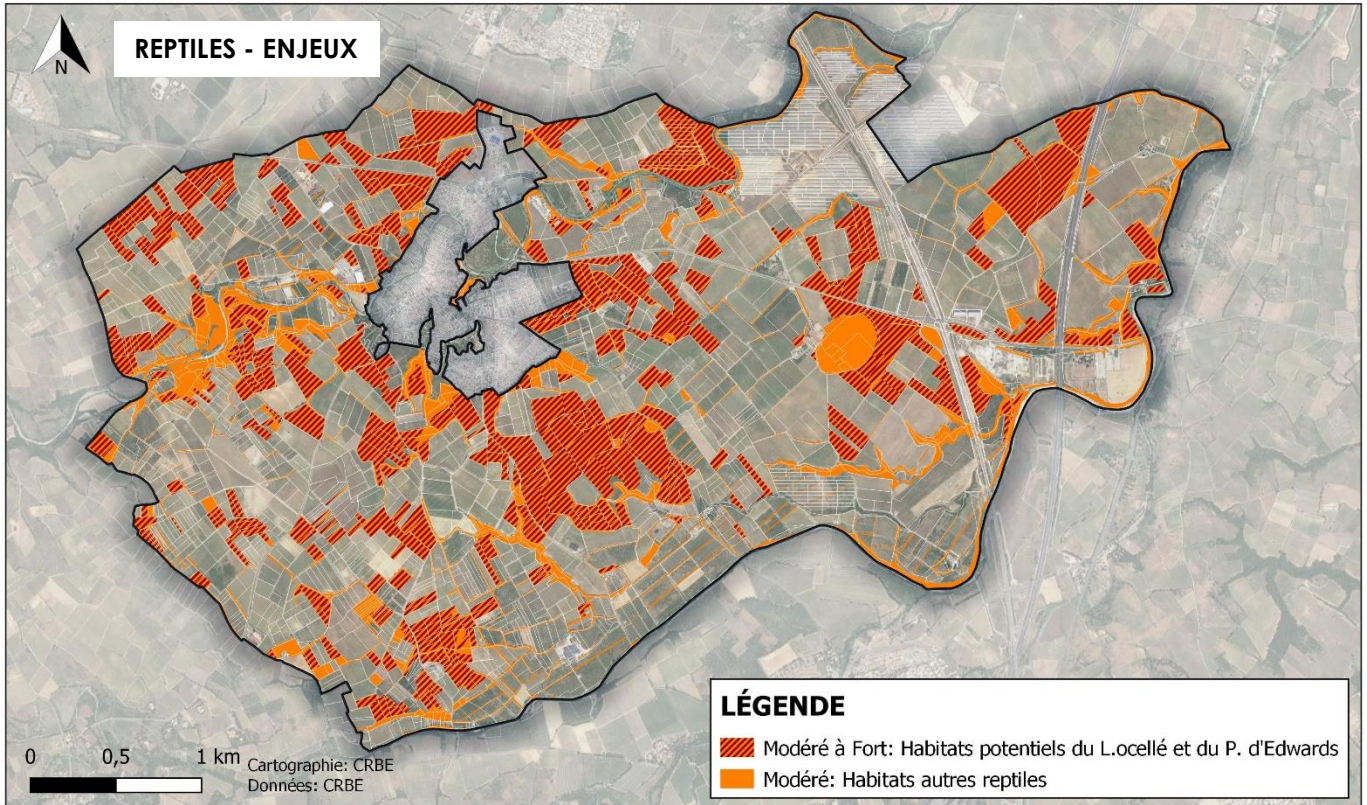 N
REPTILES - ENJEUX
LÉGENDE
Modéré à Fort: Habitats potentiels du L.ocellé et du P. d'Edwards
Modéré: Habitats autres reptiles
0 0,5 1 km
Cartographie: CRBE
Données: CRBE